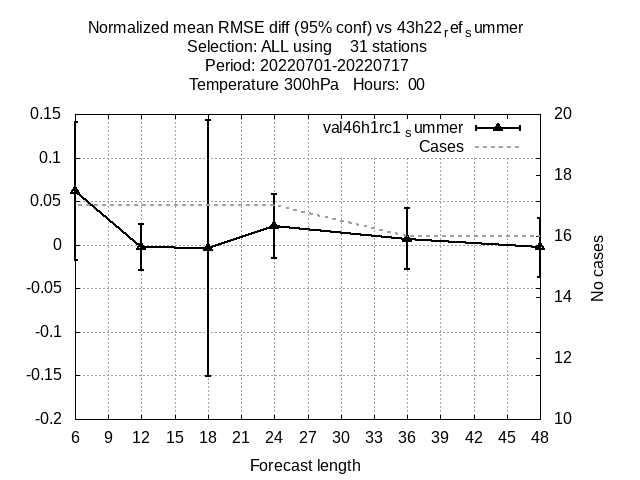 Normalized mean RMSE diff (95% conf) vs 43h22refsummer
Selection: ALL using 31 stations
Period: 20220701-20220717
Temperature 300hPa Hours: 00
val46h1rc1summer
Cases
0.15
0.1
0.05
0
-0.05
-0.1
-0.15
-0.2
20
18
16
14
12
10
No cases
6 9 12 15 18 21 24 27 30 33 36 39 42 45 48
Forecast length